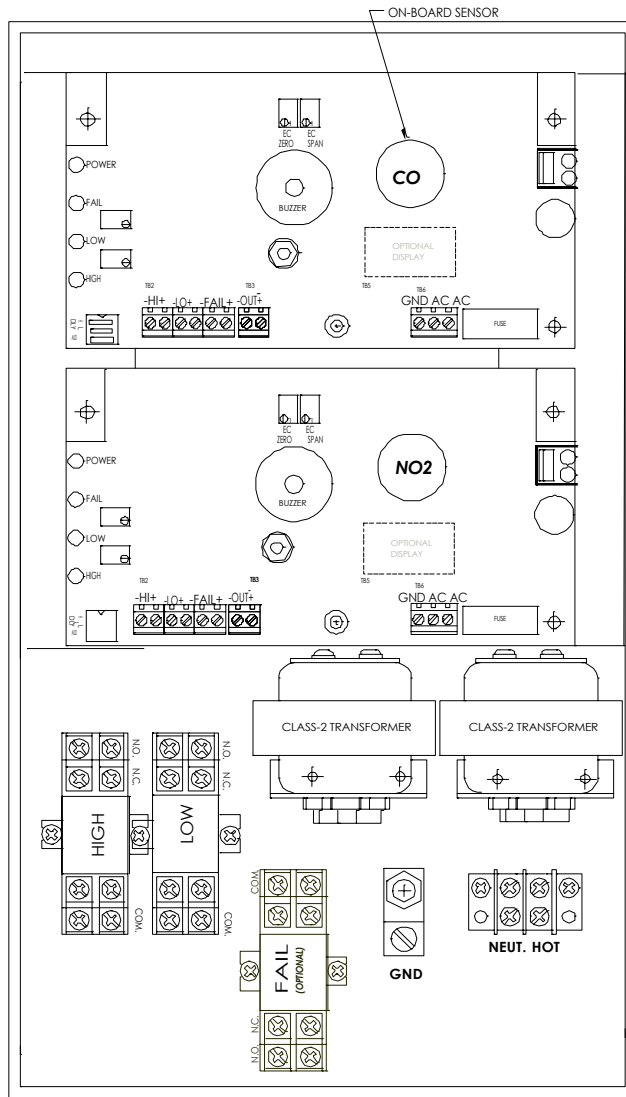 ON-BOARD SENSOR
EC ZERO
EC SPAN
POWER
CO
FAIL
BUZZER
LOW
OPTIONAL
DISPLAY
HIGH
TB2
TB3
TB5
TB6
-HI+
-LO+
-FAIL+
-OUT+
GND AC AC
DLY
FUSE
EC ZERO
EC SPAN
POWER
NO2
FAIL
BUZZER
LOW
OPTIONAL
DISPLAY
HIGH
TB2
TB3
TB5
TB6
-HI+
-LO+
-FAIL+
-OUT+
GND AC AC
DLY
FUSE
CLASS-2 TRANSFORMER
CLASS-2 TRANSFORMER
N.O.
N.C.
HIGH
COM.
N.O.
N.C.
LOW
COM.
COM.
FAIL
(OPTIONAL)
N.C.
N.O.
GND
NEUT. HOT